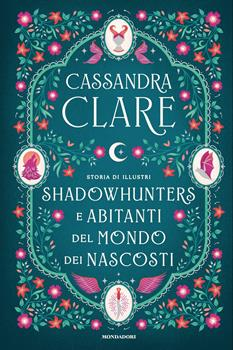 CASSANDRA
CLARE
STORIA DI ILLUSTRI
SHADOWHUNTERS
E ABITANTI
DEL MONDO
DEI NASCOSTI
MONDADORI